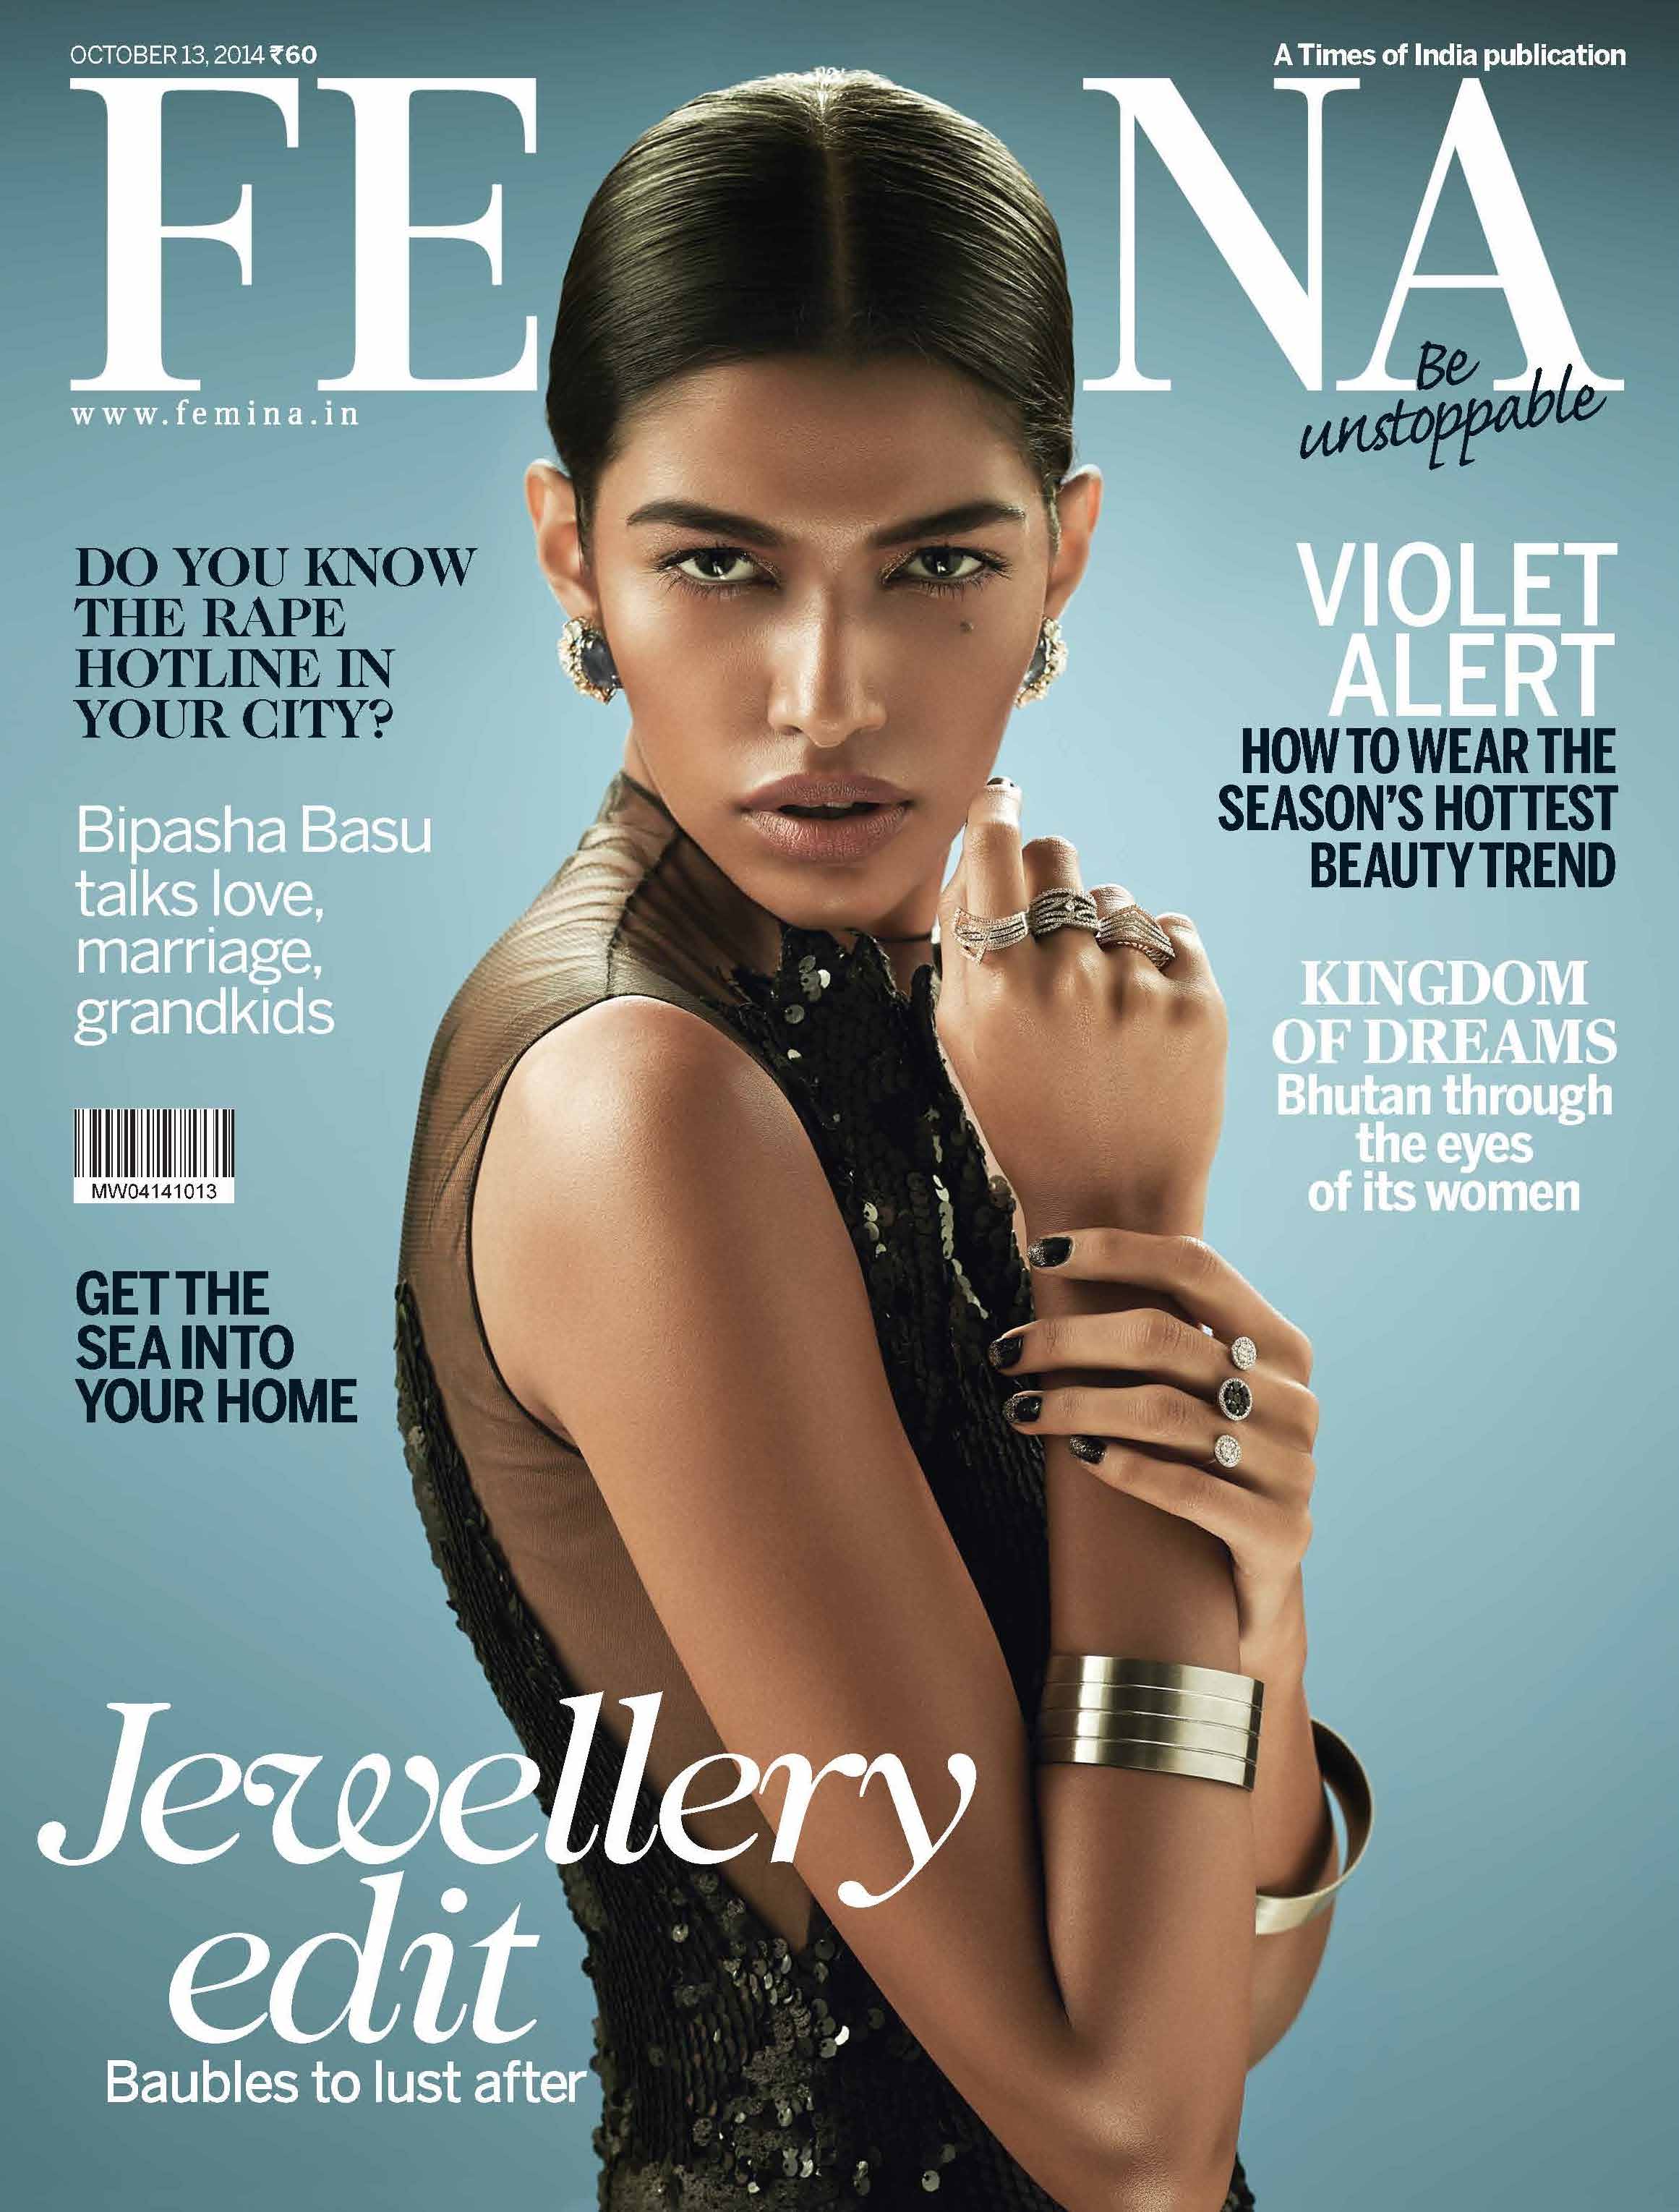 OCTOBER 13, 2014 ₹60
A Times of India publication
FE NA
www.femina.in
Be
unstoppable
DO YOU KNOW
THE RAPE
HOTLINE IN
YOUR CITY?
Bipasha Basu
talks love,
marriage,
grandkids
MW04141013
GET THE
SEA INTO
YOUR HOME
VIOLET
ALERT
HOW TO WEAR THE
SEASON'S HOTTEST
BEAUTY TREND
KINGDOM
OF DREAMS
Bhutan through
the eyes
of its women
Jewellery
edit
Baubles to lust after